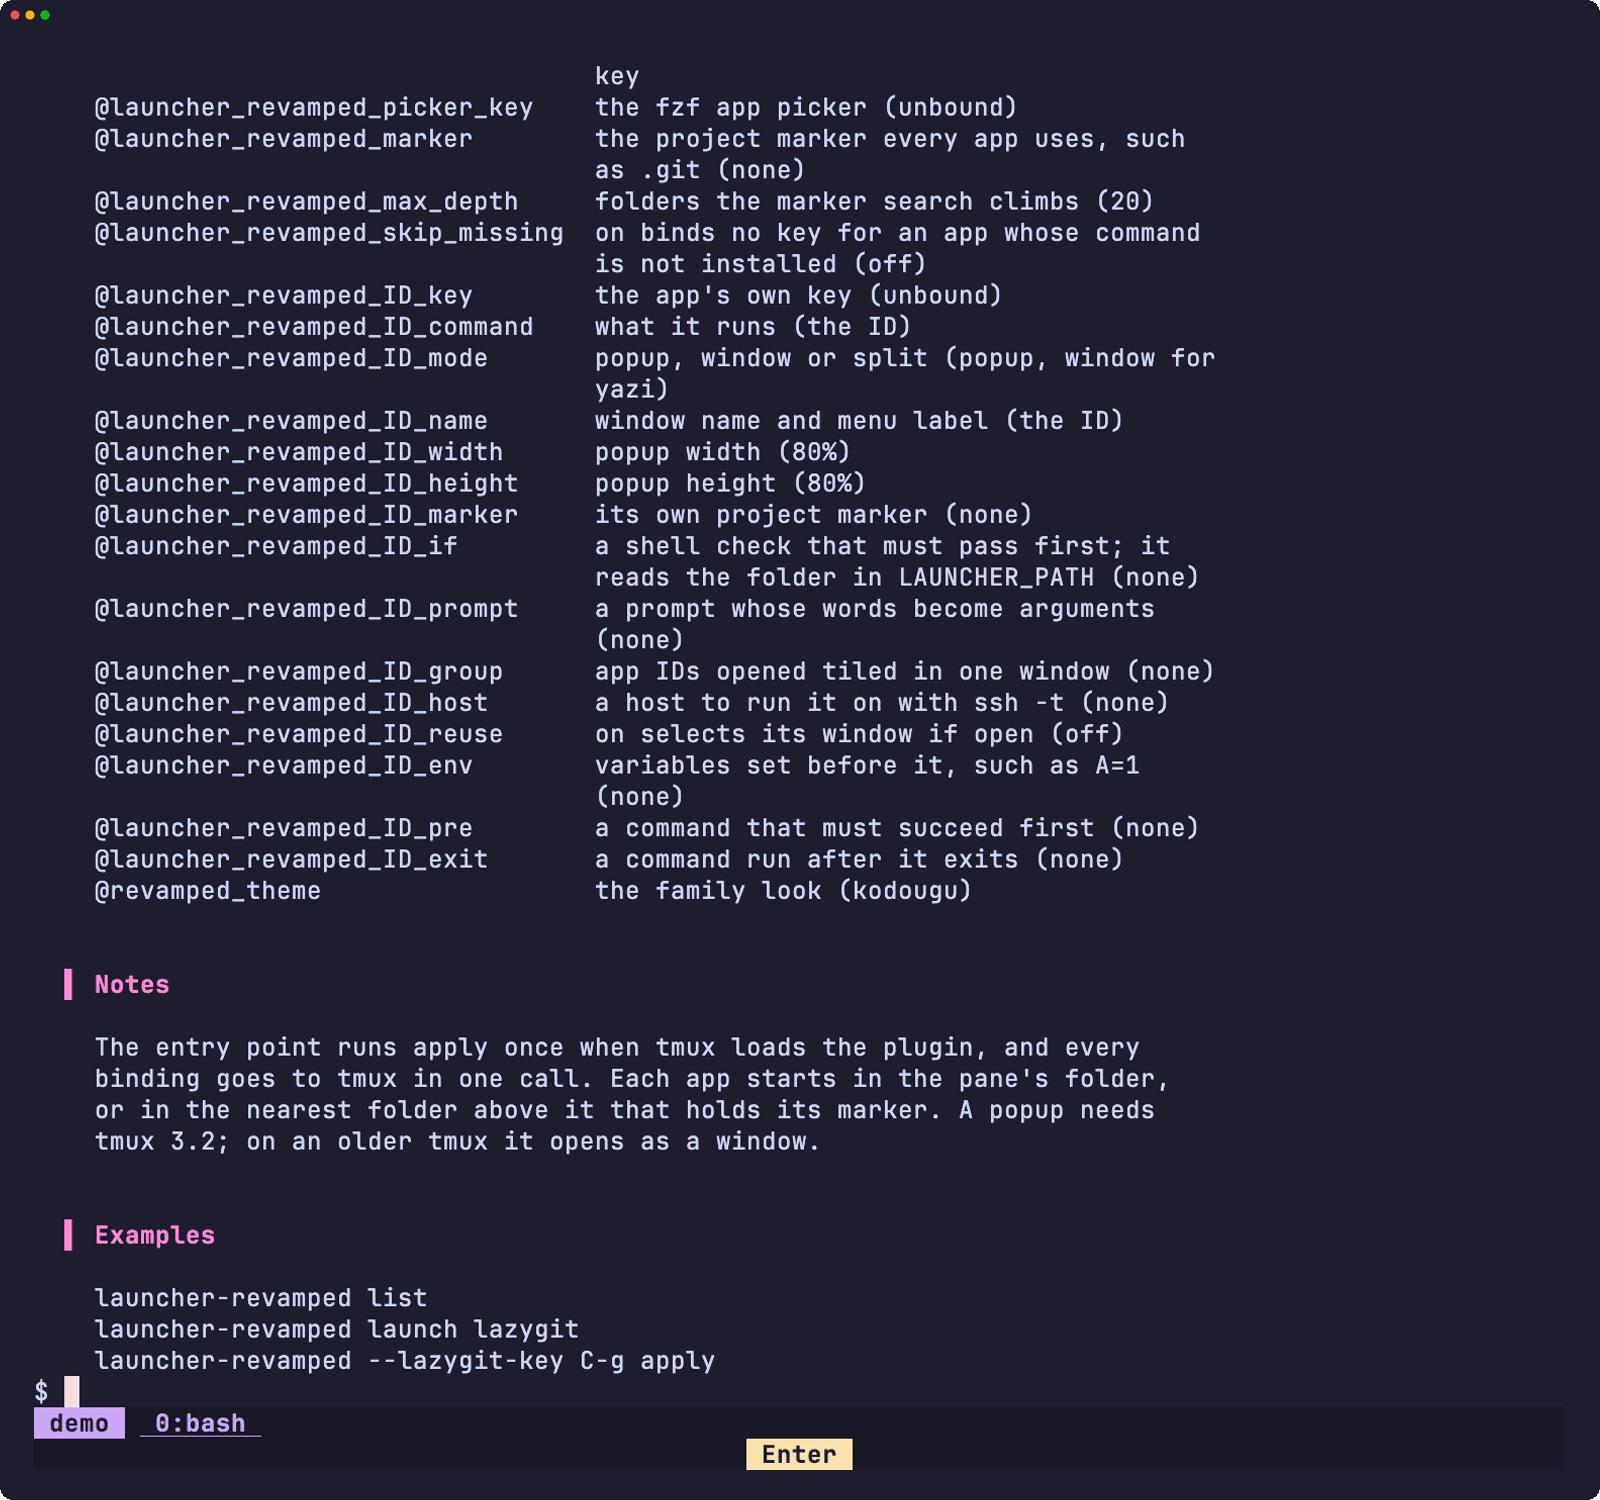 key
@launcher_revamped_picker_key the fzf app picker (unbound)
@launcher_revamped_marker the project marker every app uses, such
as .git (none)
@launcher_revamped_max_depth folders the marker search climbs (20)
@launcher_revamped_skip_missing on binds no key for an app whose command
is not installed (off)
@launcher_revamped_ID_key the app's own key (unbound)
@launcher_revamped_ID_command what it runs (the ID)
@launcher_revamped_ID_mode popup, window or split (popup, window for
yazi)
@launcher_revamped_ID_name window name and menu label (the ID)
@launcher_revamped_ID_width popup width (80%)
@launcher_revamped_ID_height popup height (80%)
@launcher_revamped_ID_marker its own project marker (none)
@launcher_revamped_ID_if a shell check that must pass first; it
reads the folder in LAUNCHER_PATH (none)
@launcher_revamped_ID_prompt a prompt whose words become arguments
(none)
@launcher_revamped_ID_group app IDs opened tiled in one window (none)
@launcher_revamped_ID_host a host to run it on with ssh -t (none)
@launcher_revamped_ID_reuse on selects its window if open (off)
@launcher_revamped_ID_env variables set before it, such as A=1
(none)
@launcher_revamped_ID_pre a command that must succeed first (none)
@launcher_revamped_ID_exit a command run after it exits (none)
@revamped_theme the family look (kodougu)
Notes
The entry point runs apply once when tmux loads the plugin, and every
binding goes to tmux in one call. Each app starts in the pane's folder,
or in the nearest folder above it that holds its marker. A popup needs
tmux 3.2; on an older tmux it opens as a window.
Examples
launcher-revamped list
launcher-revamped launch lazygit
launcher-revamped --lazygit-key C-g apply
$
demo 0:bash
Enter